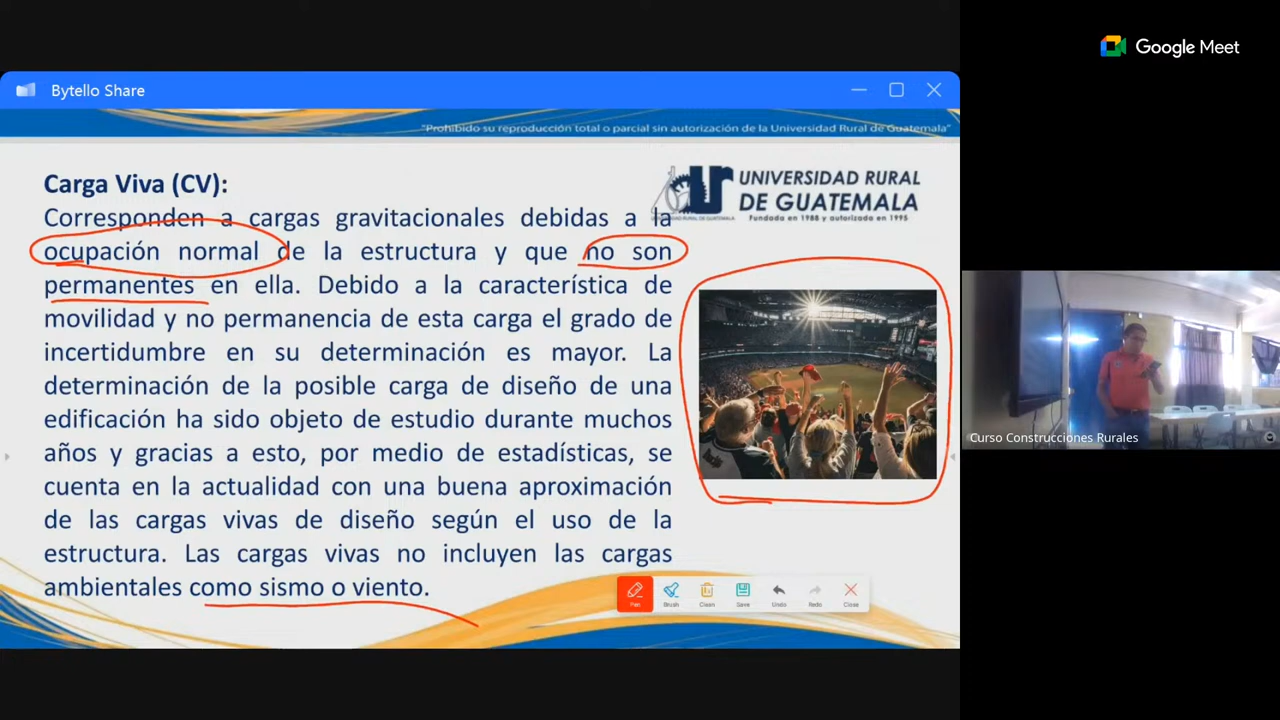 Google Meet
Bytello Share
"Prohibido su reproducción total o parcial sin autorización de la Universidad Rural de Guatemala"
Carga Viva (CV):
UNIVERSIDAD RURAL
DE GUATEMALA
Fundada en 1988 y autorizada en 1995
Corresponden a cargas gravitacionales debidas a la
ocupación normal de la estructura y que no son
permanentes en ella. Debido a la característica de
movilidad y no permanencia de esta carga el grado de
incertidumbre en su determinación es mayor. La
determinación de la posible carga de diseño de una
edificación ha sido objeto de estudio durante muchos
años y gracias a esto, por medio de estadísticas, se
cuenta en la actualidad con una buena aproximación
de las cargas vivas de diseño según el uso de la
estructura. Las cargas vivas no incluyen las cargas
ambientales como sismo o viento.
Pen Brush Clean Save Undo Redo Close
Curso Construcciones Rurales